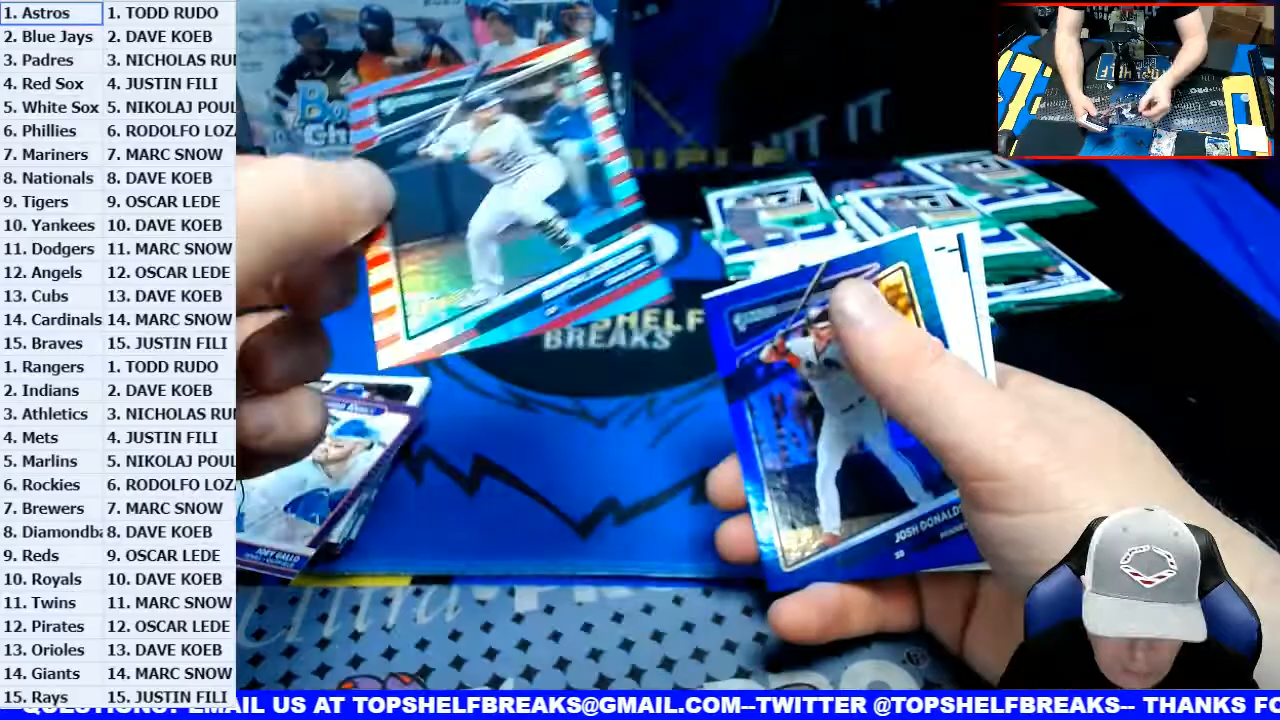 1. Astros 1. TODD RUDO
2. Blue Jays 2. DAVE KOEB
3. Padres 3. NICHOLAS RUI
4. Red Sox 4. JUSTIN FILI
5. White Sox 5. NIKOLAJ POUL
6. Phillies 6. RODOLFO LOZ
7. Mariners 7. MARC SNOW
8. Nationals 8. DAVE KOEB
9. Tigers 9. OSCAR LEDE
10. Yankees 10. DAVE KOEB
11. Dodgers 11. MARC SNOW
12. Angels 12. OSCAR LEDE
13. Cubs 13. DAVE KOEB
14. Cardinals 14. MARC SNOW
15. Braves 15. JUSTIN FILI
1. Rangers 1. TODD RUDO
2. Indians 2. DAVE KOEB
3. Athletics 3. NICHOLAS RUI
4. Mets 4. JUSTIN FILI
5. Marlins 5. NIKOLAJ POUL
6. Rockies 6. RODOLFO LOZ
7. Brewers 7. MARC SNOW
8. Diamondba 8. DAVE KOEB
9. Reds 9. OSCAR LEDE
10. Royals 10. DAVE KOEB
11. Twins 11. MARC SNOW
12. Pirates 12. OSCAR LEDE
13. Orioles 13. DAVE KOEB
14. Giants 14. MARC SNOW
15. Rays 15. JUSTIN FILI
HIT IT
SHELF
BREAKS
JOSH DONALDS
3B
JOEY GALLO
QUESTIONS? EMAIL US AT TOPSHELFBREAKS@GMAIL.COM--TWITTER @TOPSHELFBREAKS-- THANKS FO